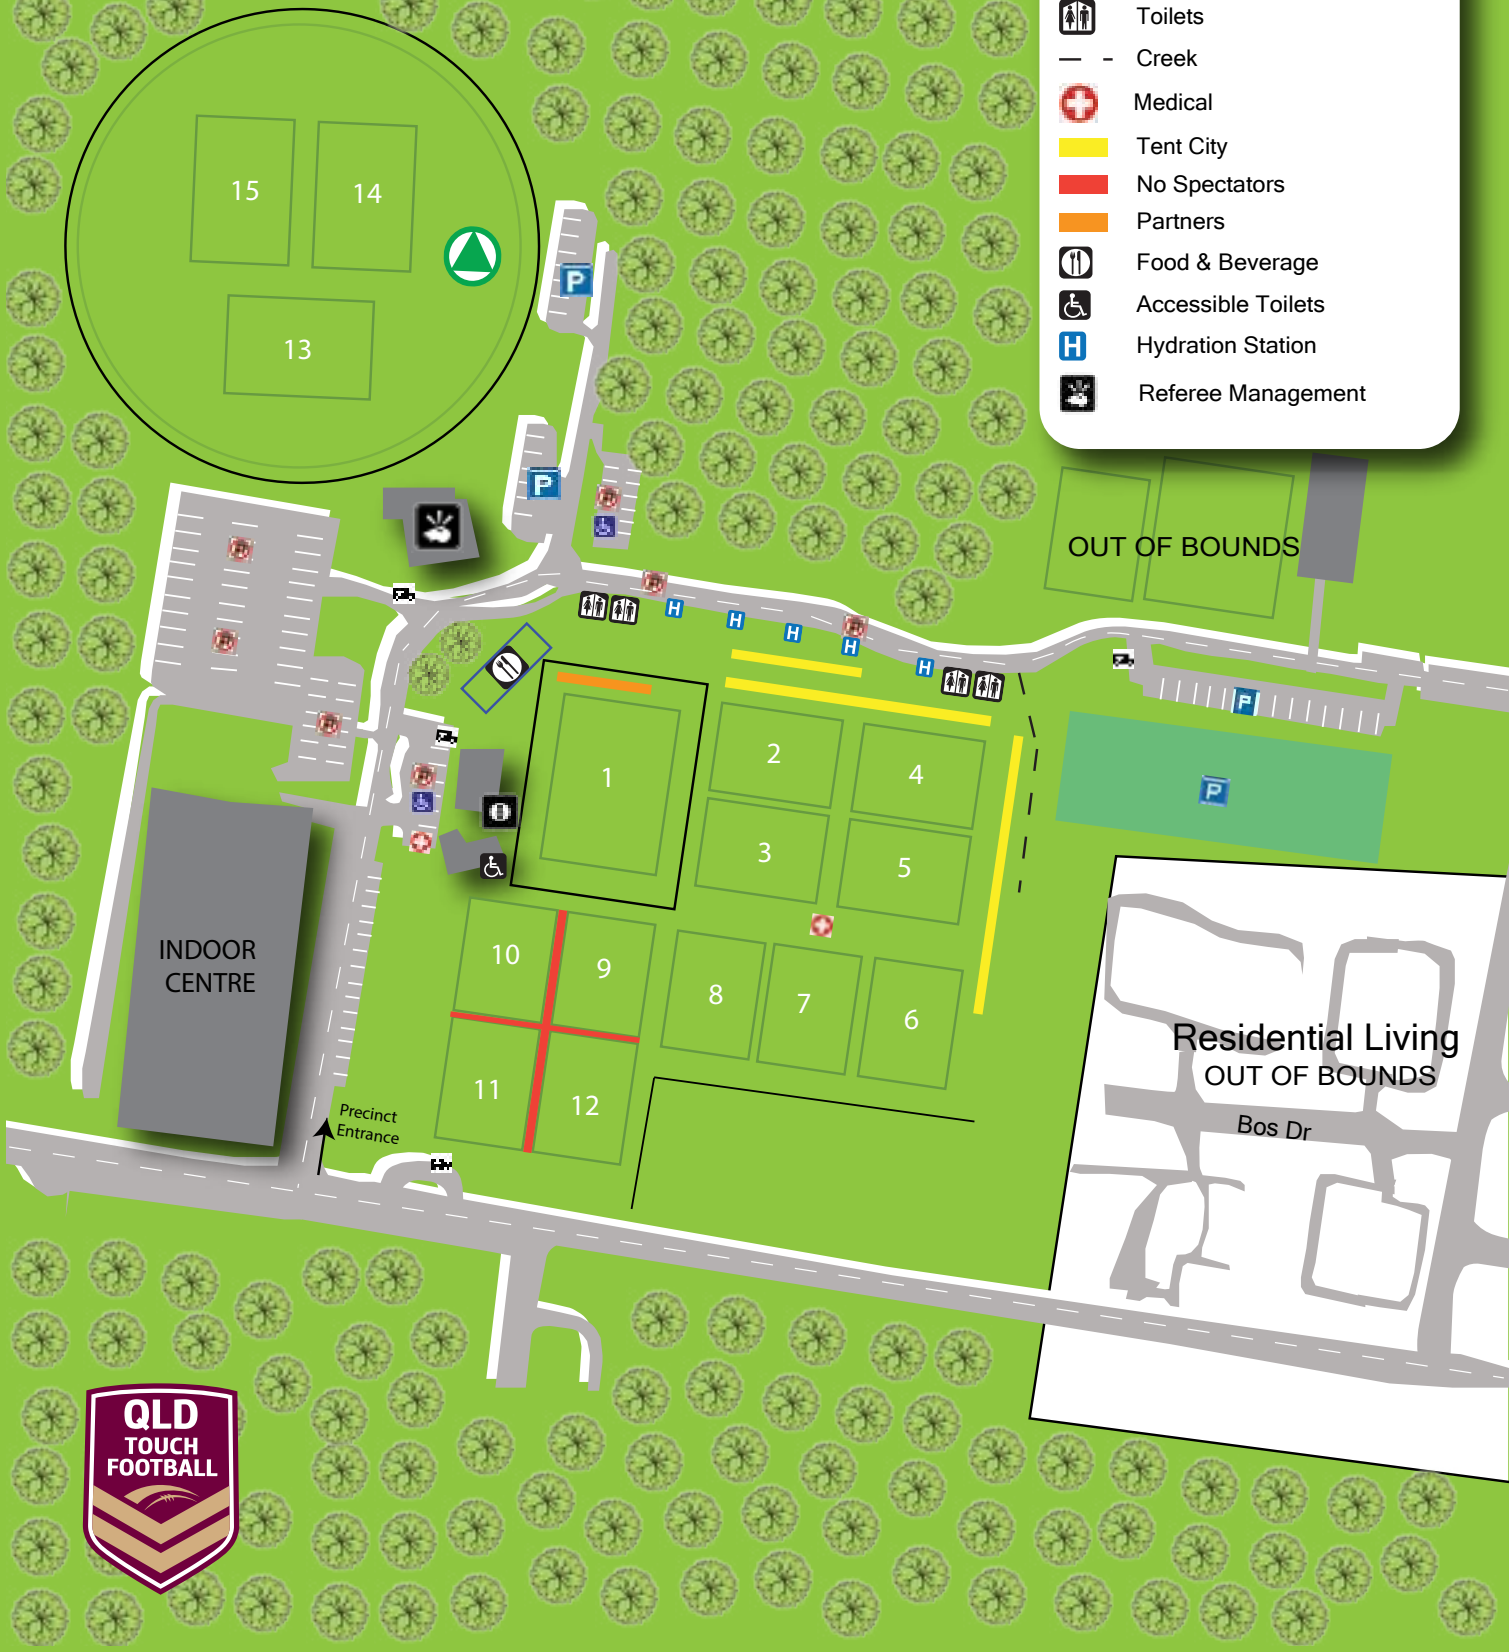 Toilets
Creek
Medical
Tent City
No Spectators
Partners
Food & Beverage
Accessible Toilets
H Hydration Station
Referee Management
15
14
13
P
P
OUT OF BOUNDS
H
H
H
H
H
P
P
1
2
4
3
5
10
9
8
7
6
11
12
INDOOR
CENTRE
Precinct
Entrance
Residential Living
OUT OF BOUNDS
Bos Dr
QLD
TOUCH
FOOTBALL